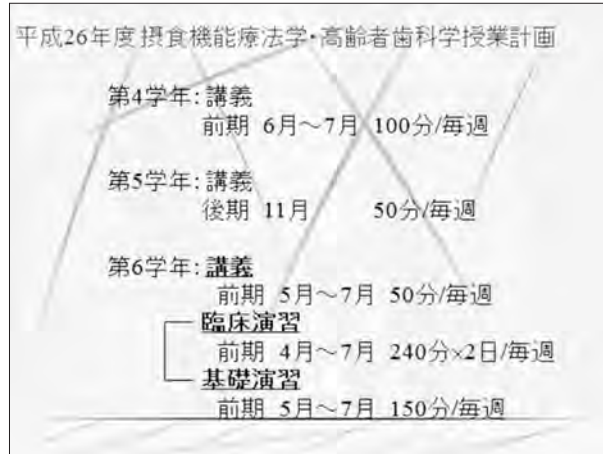 平成26年度摂食機能療法学・高齢者歯科学授業計画
第4学年：講義
前期 6月～7月 100分/毎週
第5学年：講義
後期 11月 50分/毎週
第6学年：講義
前期 5月～7月 50分/毎週
臨床演習
前期 4月～7月 240分×2日/毎週
基礎演習
前期 5月～7月 150分/毎週